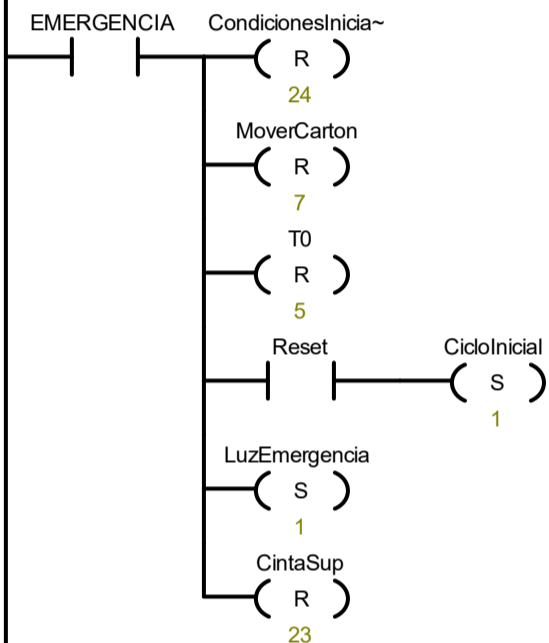 EMERGENCIA CondicionesInicia~
R
24
MoverCarton
R
7
T0
R
5
Reset CicloInicial
S
1
LuzEmergencia
S
1
CintaSup
R
23